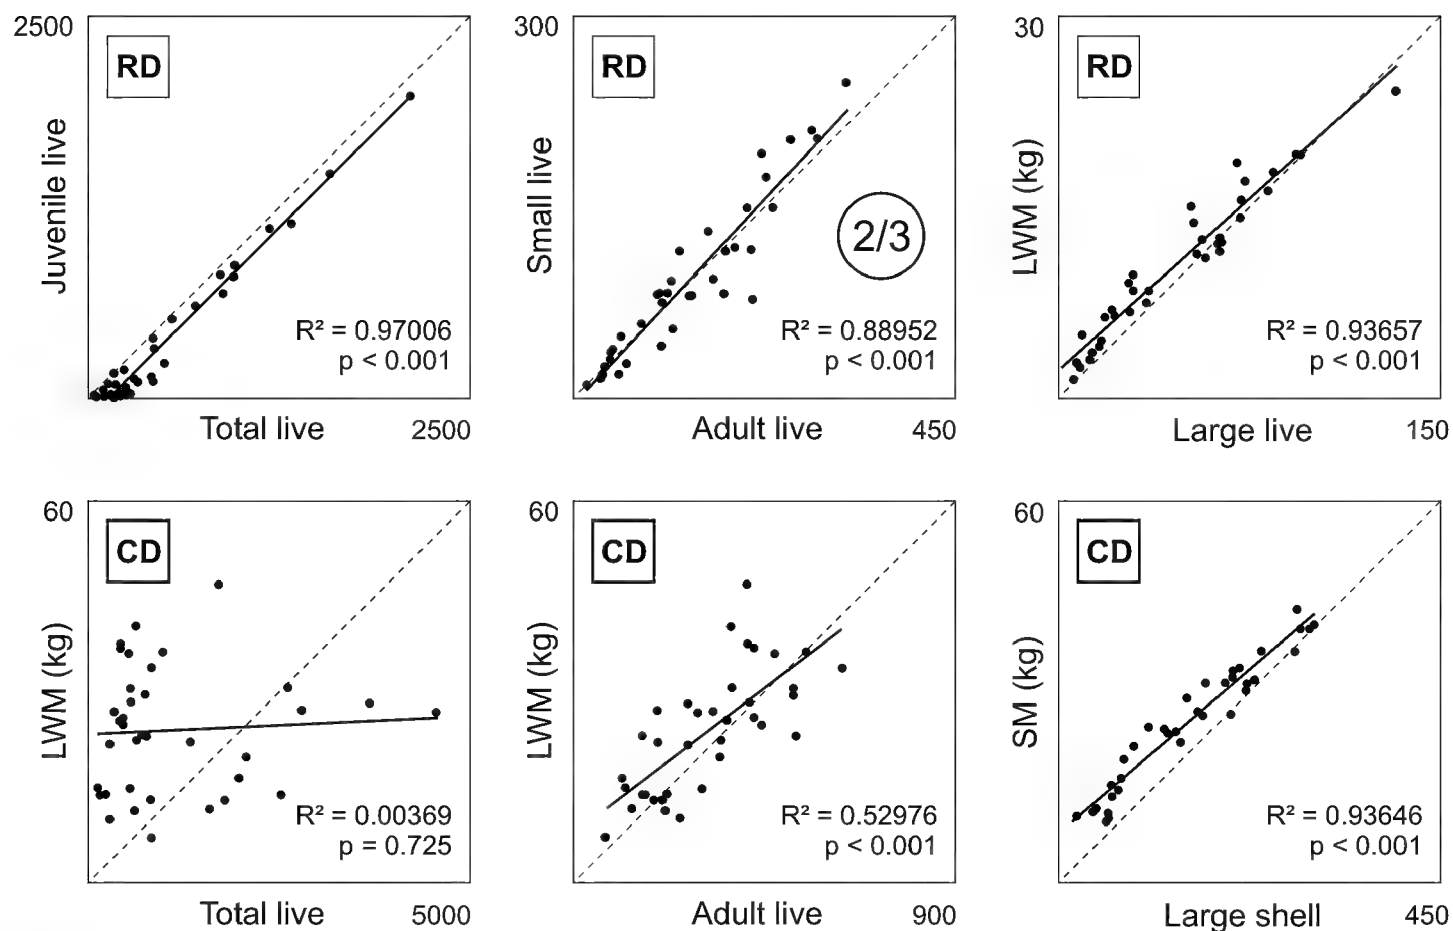 2500
Juvenile live
RD
R² = 0.97006
p < 0.001
Total live
2500
300
Small live
RD
2/3
R² = 0.88952
p < 0.001
Adult live
450
30
LWM (kg)
RD
R² = 0.93657
p < 0.001
Large live
150
60
LWM (kg)
CD
R² = 0.00369
p = 0.725
Total live
5000
60
LWM (kg)
CD
R² = 0.52976
p < 0.001
Adult live
900
60
SM (kg)
CD
R² = 0.93646
p < 0.001
Large shell
450